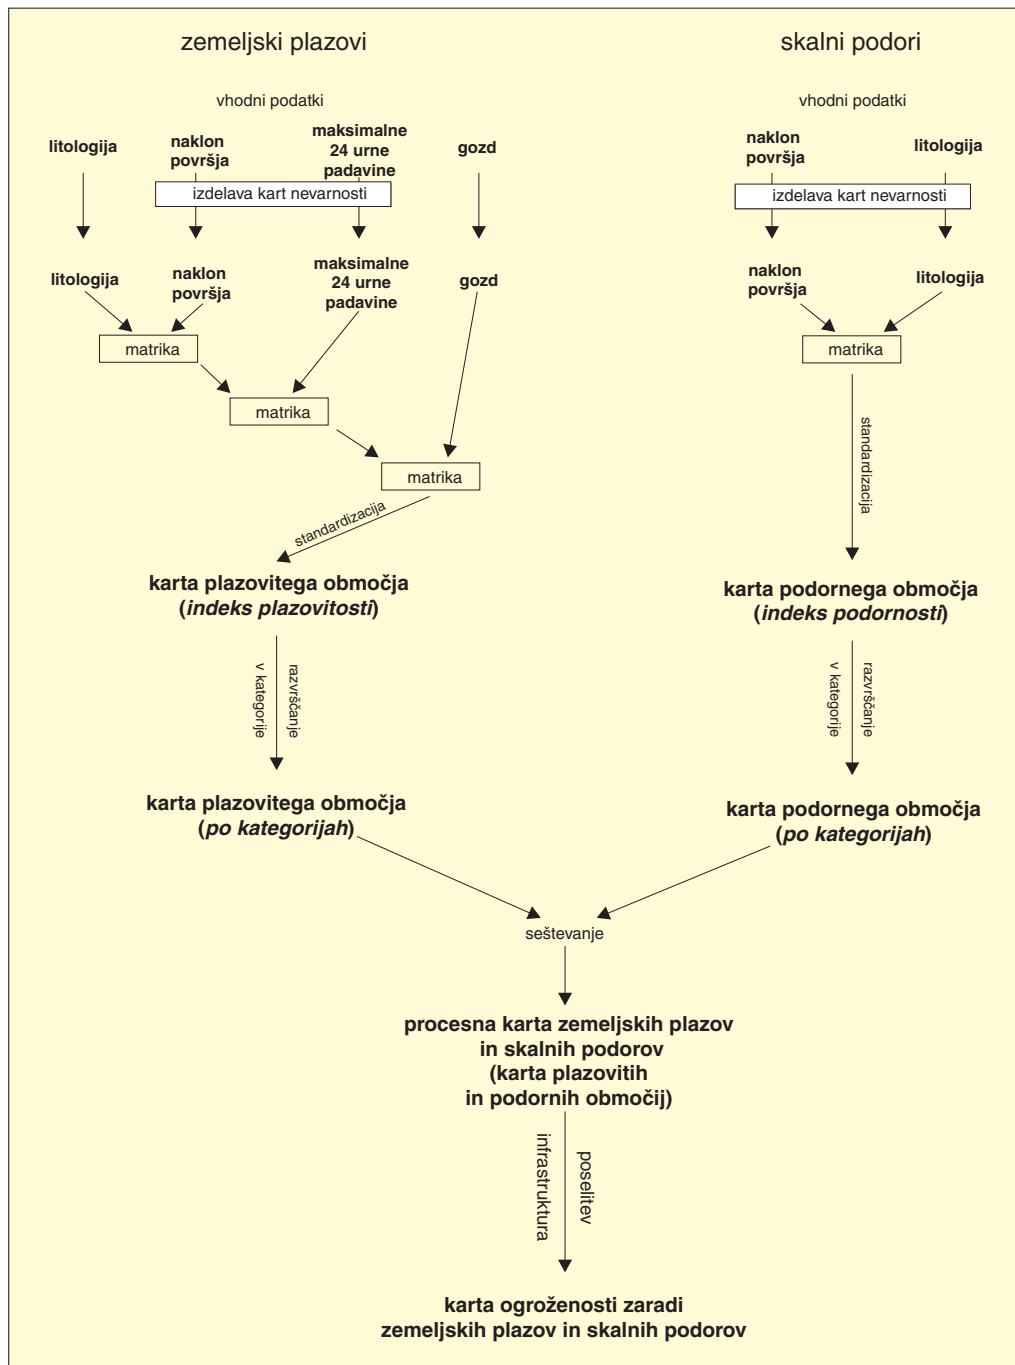 zemeljski plazovi
vhodni podatki
litologija
naklon
površja
maksimalne
24 urne
padavine
gozd
izdelava kart nevarnosti
litologija
naklon
površja
maksimalne
24 urne
padavine
gozd
matrika
matrika
matrika
standardizacija
karta plazovitega območja
(indeks plazovitosti)
razvrščanje
v kategorije
karta plazovitega območja
(po kategorijah)
skalni podori
vhodni podatki
naklon
površja
litologija
izdelava kart nevarnosti
naklon
površja
litologija
matrika
standardizacija
karta podornega območja
(indeks podornosti)
razvrščanje
v kategorije
karta podornega območja
(po kategorijah)
seštevanje
procesna karta zemeljskih plazov
in skalnih podorov
(karta plazovitih
in podornih območij)
poselitev
infrastruktura
karta ogroženosti zaradi
zemeljskih plazov in skalnih podorov